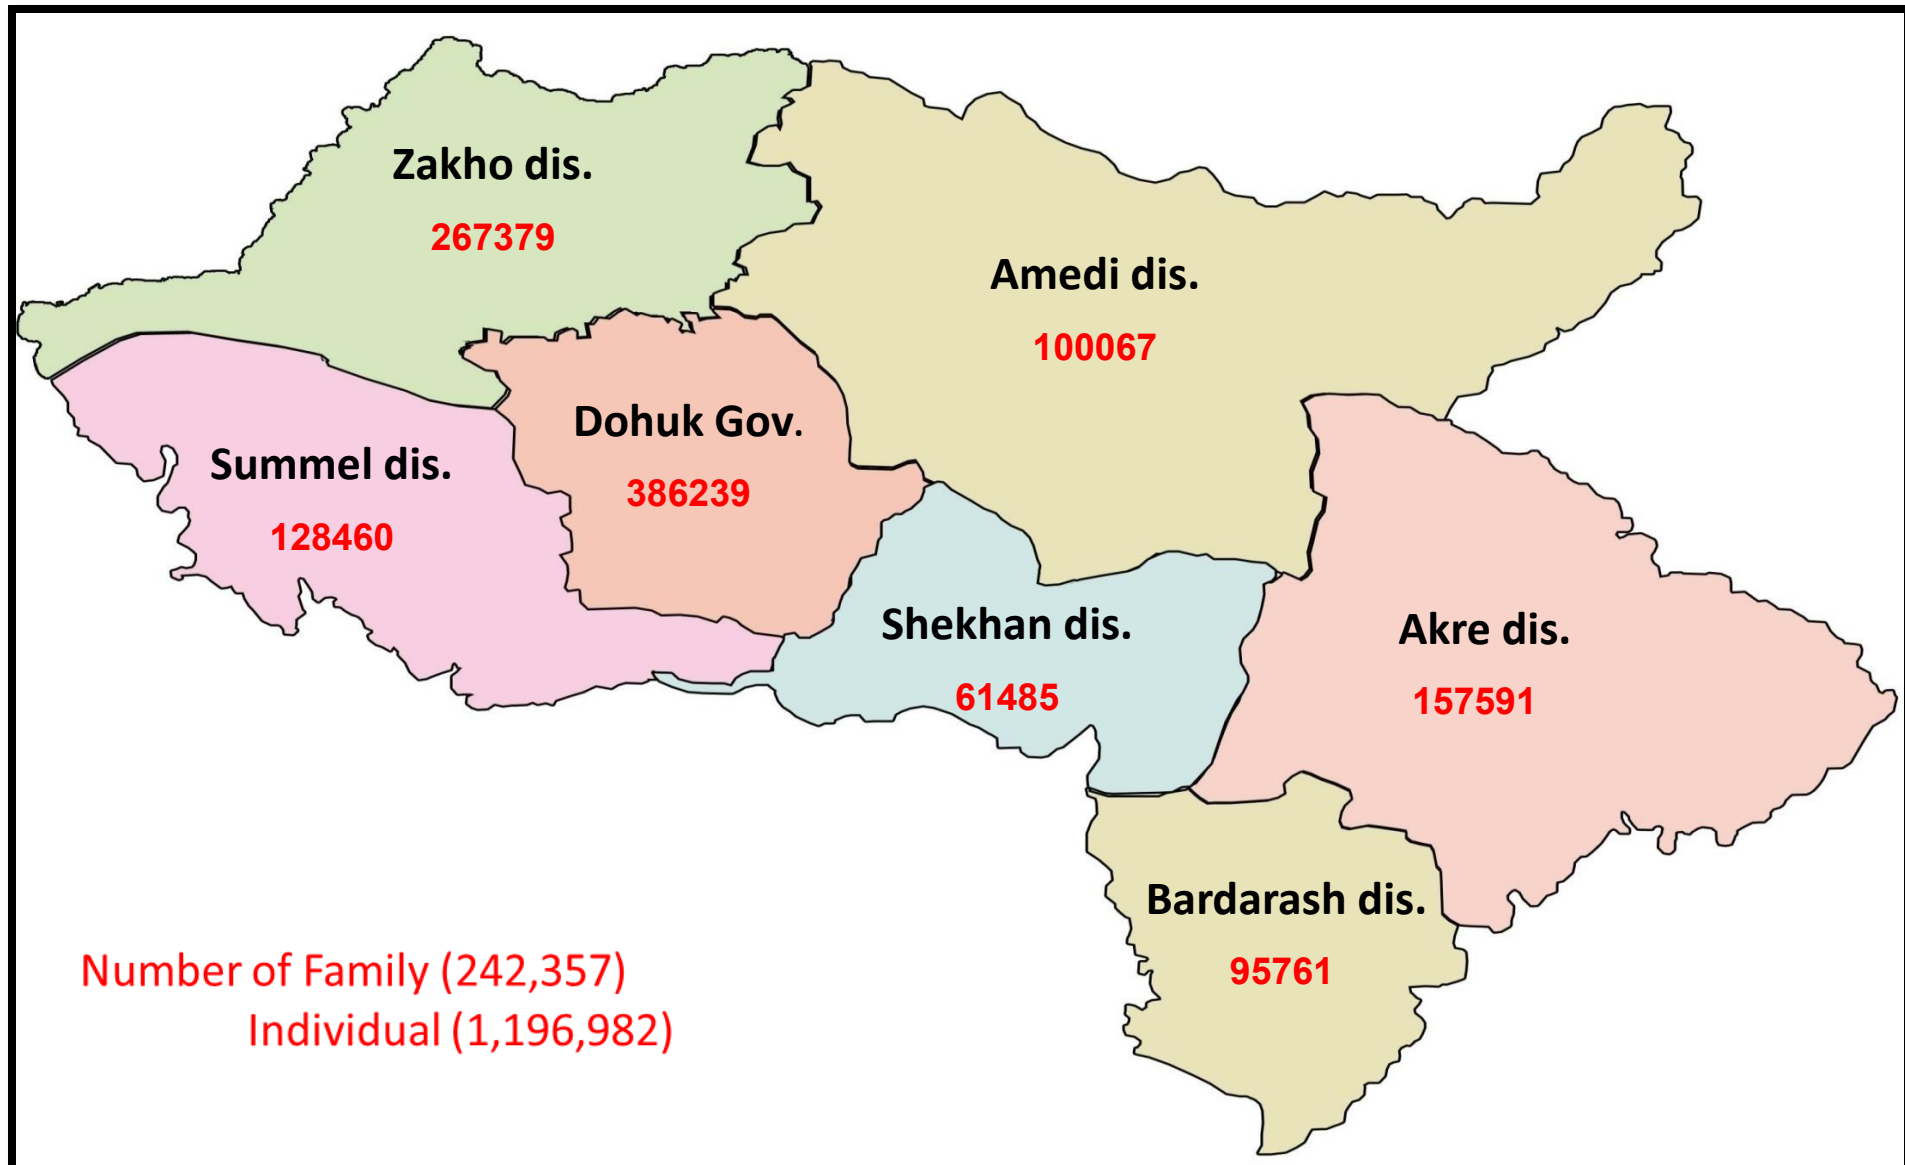 Zakho dis.
267379
Amedi dis.
100067
Dohuk Gov.
386239
Summel dis.
128460
Shekhan dis.
61485
Akre dis.
157591
Bardarash dis.
95761
Number of Family (242,357)
Individual (1,196,982)